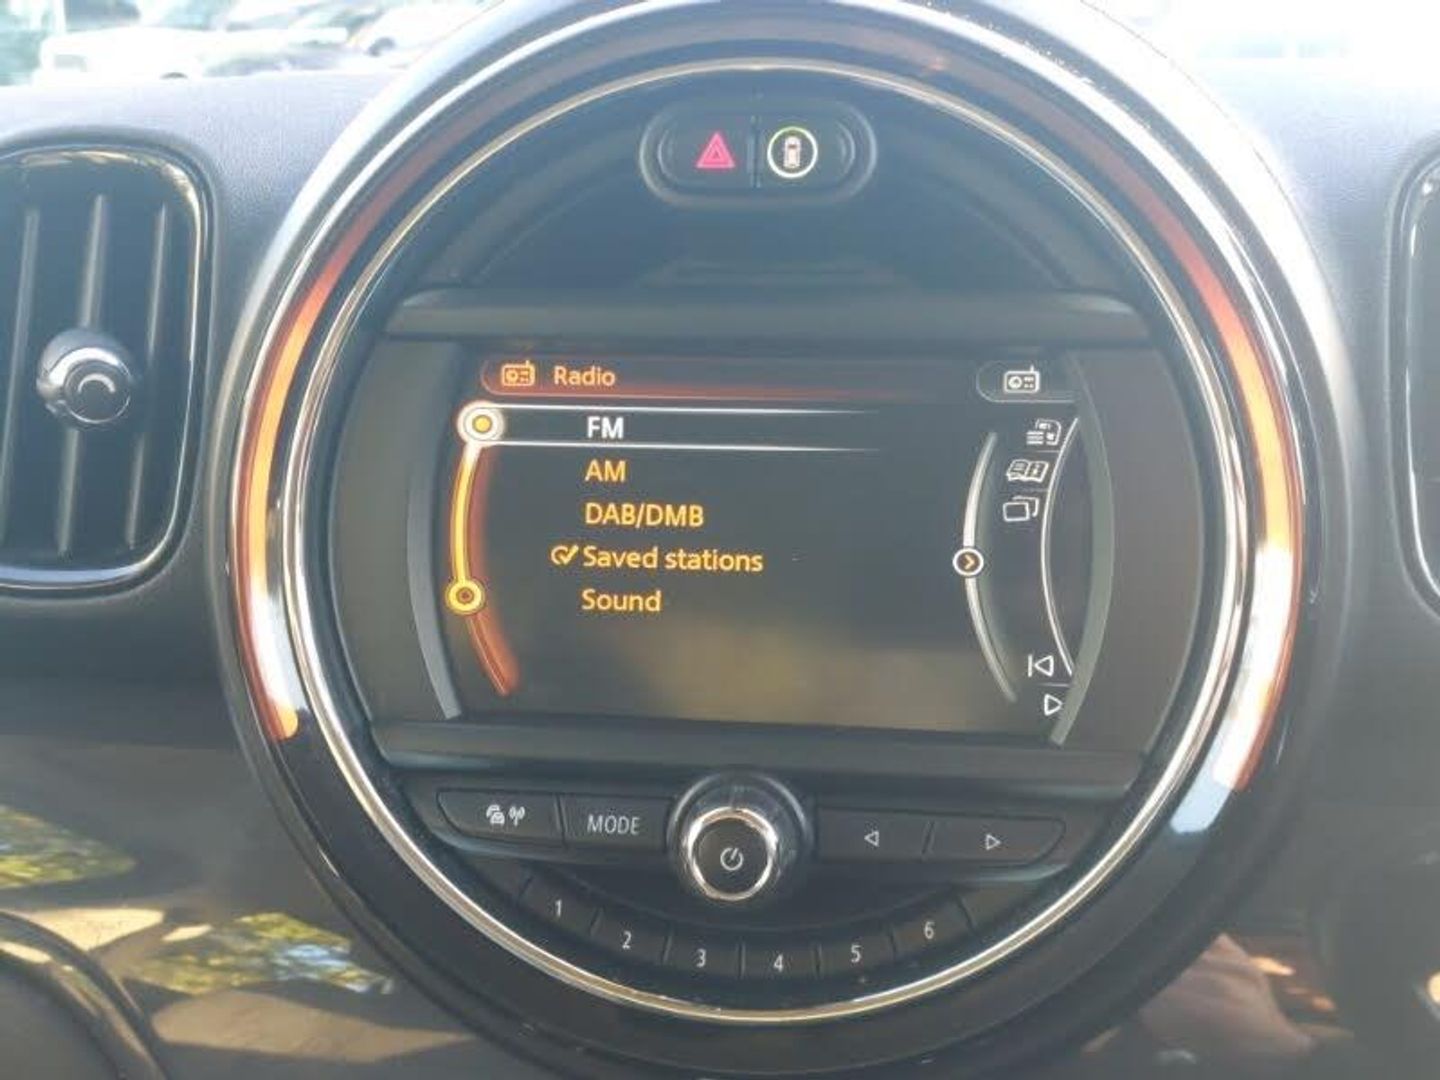 Radio
FM
AM
DAB/DMB
Saved stations
Sound
MODE
1 2 3 4 5 6